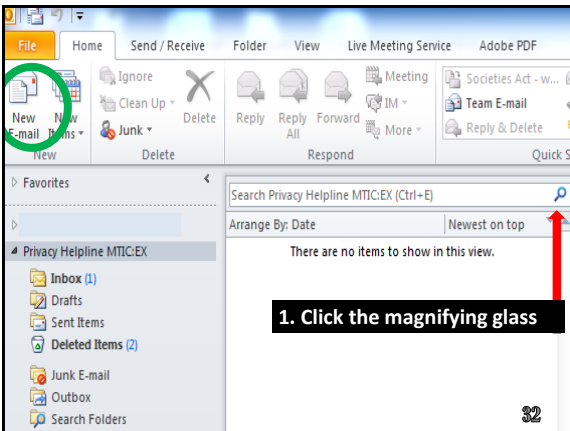 File Home Send / Receive Folder View Live Meeting Service Adobe PDF
New E-mail
New Items
Ignore
Clean Up
Junk
Delete
Reply
Reply All
Forward
Meeting
IM
More
Societies Act - w...
Team E-mail
Reply & Delete
New Delete Respond Quick S
Favorites
Search Privacy Helpline MTIC:EX (Ctrl+E)
Arrange By: Date Newest on top
There are no items to show in this view.
Privacy Helpline MTIC:EX
Inbox (1)
Drafts
Sent Items
Deleted Items (2)
Junk E-mail
Outbox
Search Folders
1. Click the magnifying glass
32